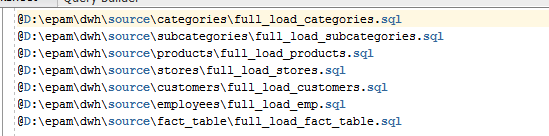 @D:\epam\dwh\source\categories\full_load_categories.sql
@D:\epam\dwh\source\subcategories\full_load_subcategories.sql
@D:\epam\dwh\source\products\full_load_products.sql
@D:\epam\dwh\source\stores\full_load_stores.sql
@D:\epam\dwh\source\customers\full_load_customers.sql
@D:\epam\dwh\source\employees\full_load_emp.sql
@D:\epam\dwh\source\fact_table\full_load_fact_table.sql